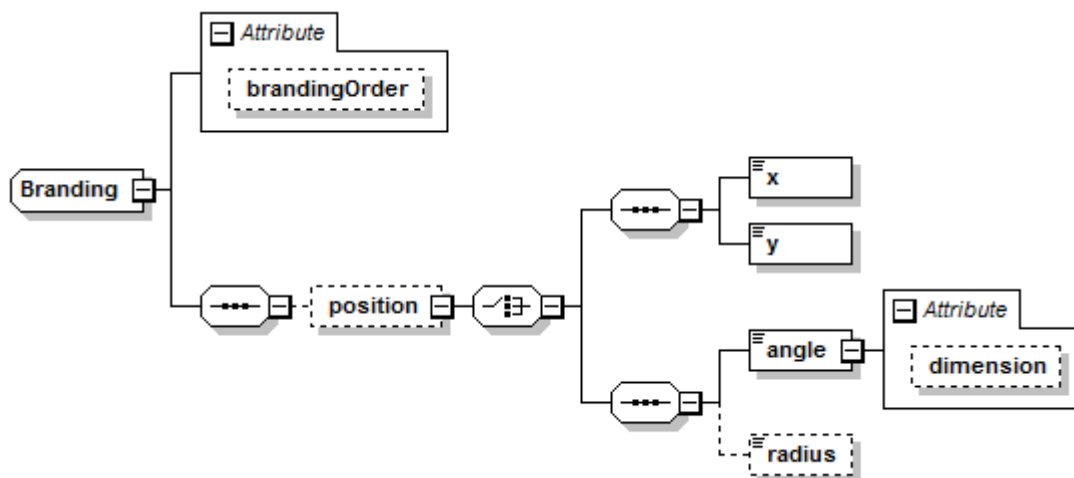 Attribute
brandingOrder
Branding
x
y
position
Attribute
angle
dimension
radius